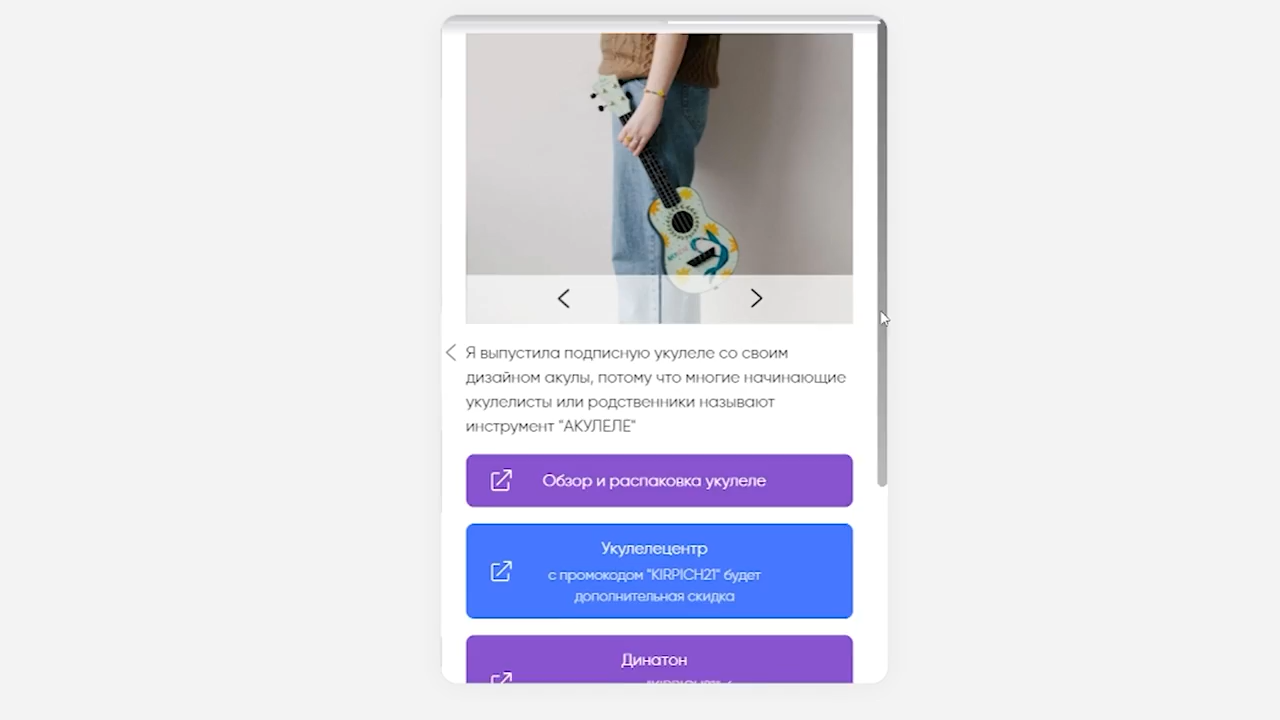 Я выпустила подписную укулеле со своим
дизайном акулы, потому что многие начинающие
укулелисты или родственники называют
инструмент "АКУЛЕЛЕ"
Обзор и распаковка укулеле
Укулелецентр
с промокодом "KIRPICH21" будет
дополнительная скидка
Динатон